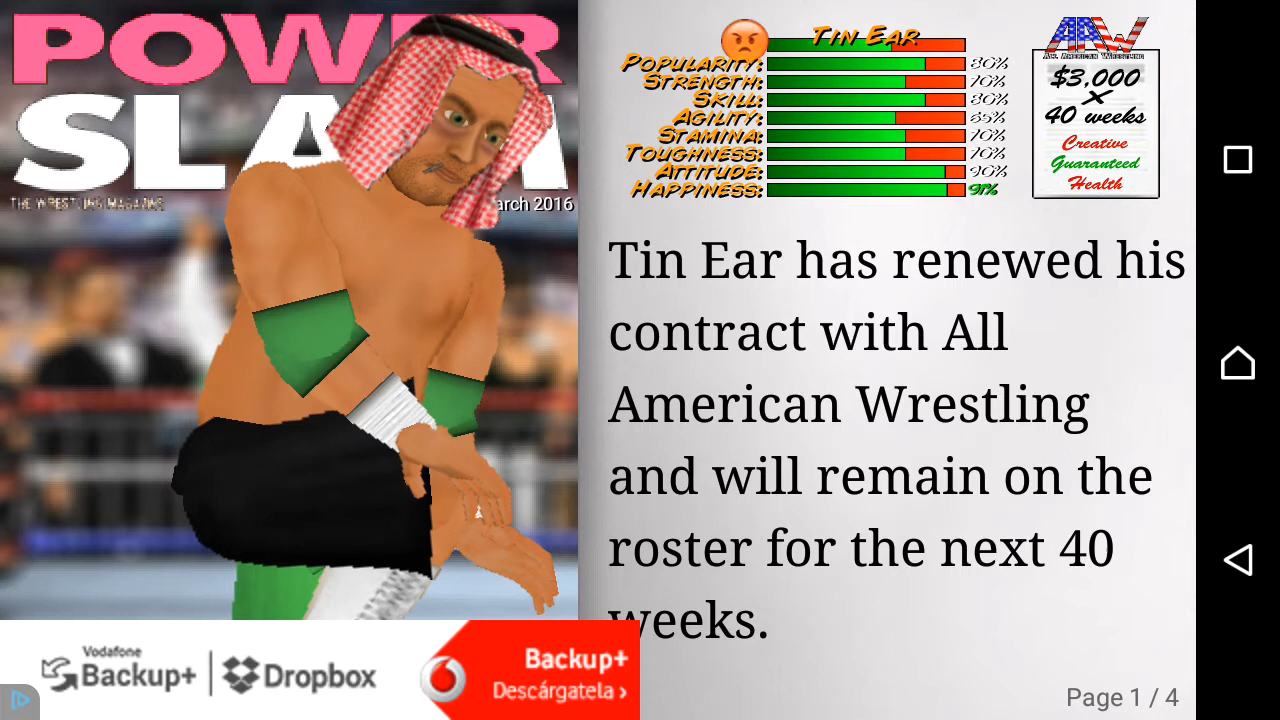 POWER
SLAM
THE WRESTLING MAGAZINE
arch 2016
TIN EAR
POPULARITY: 80%
STRENGTH: 70%
SKILL: 80%
AGILITY: 65%
STAMINA: 70%
TOUGHNESS: 70%
ATTITUDE: 90%
HAPPINESS: 91%
AAW
ALL AMERICAN WRESTLING
$3,000
X
40 weeks
Creative
Guaranteed
Health
Tin Ear has renewed his
contract with All
American Wrestling
and will remain on the
roster for the next 40
weeks.
Vodafone
Backup+ | Dropbox
Backup+
Descárgatela ›
Page 1 / 4